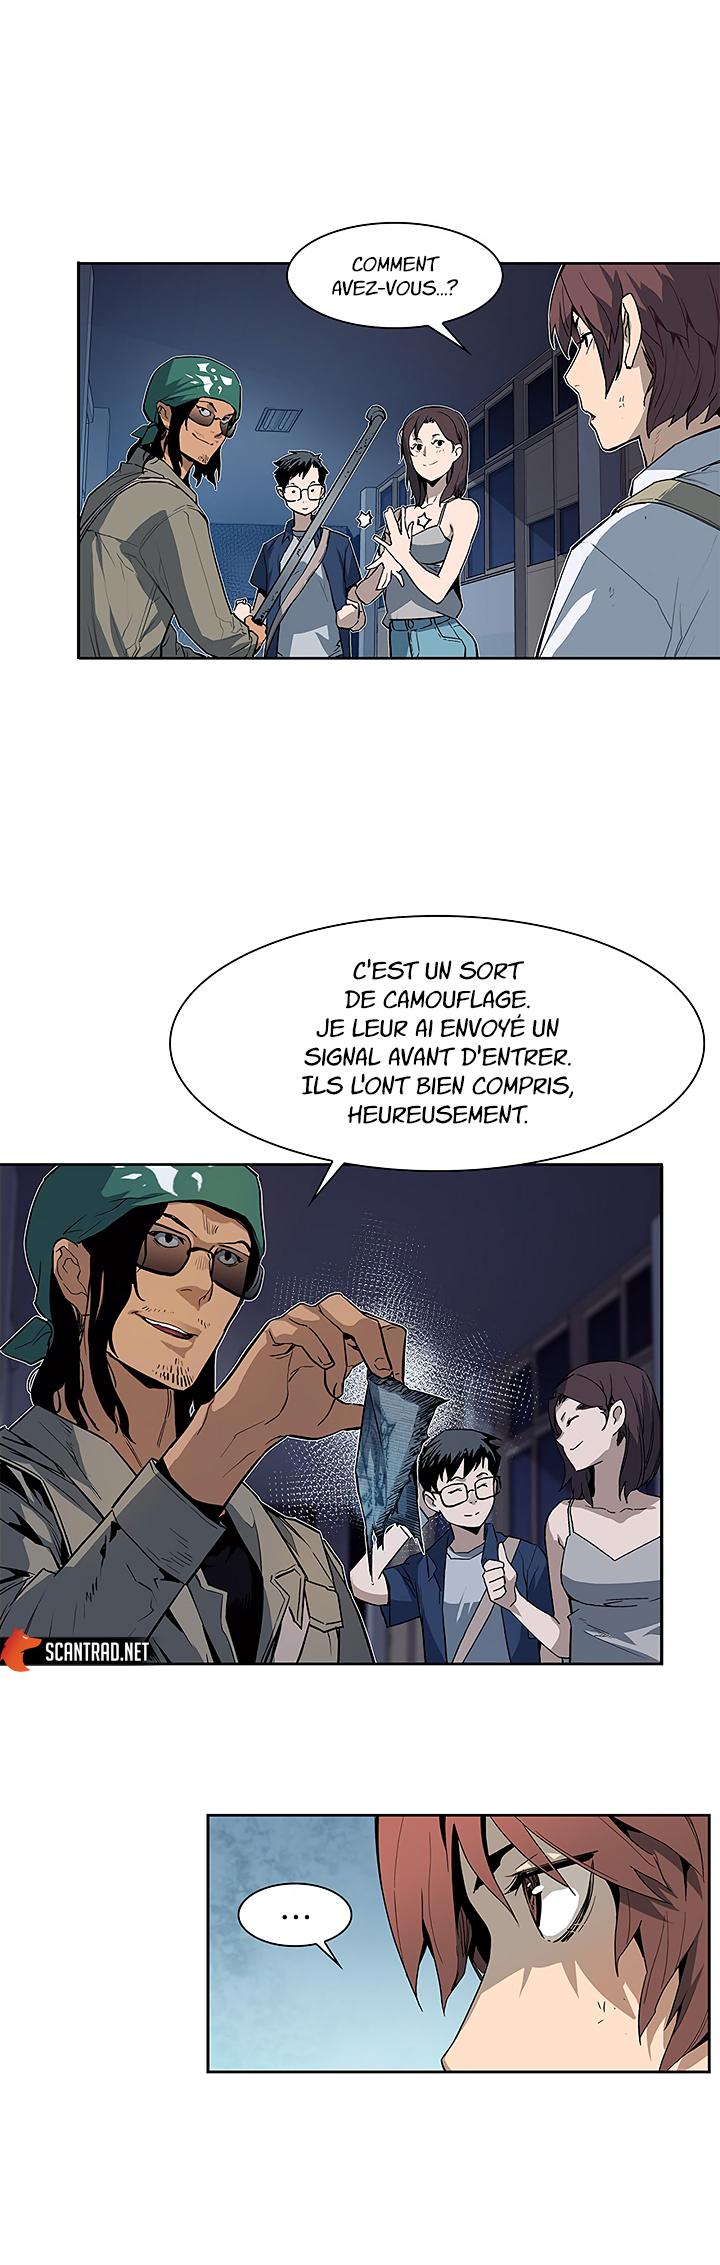 COMMENT
AVEZ-VOUS...?
C'EST UN SORT
DE CAMOUFLAGE.
JE LEUR AI ENVOYÉ UN
SIGNAL AVANT D'ENTRER.
ILS L'ONT BIEN COMPRIS,
HEUREUSEMENT.
SCANTRAD.NET
...